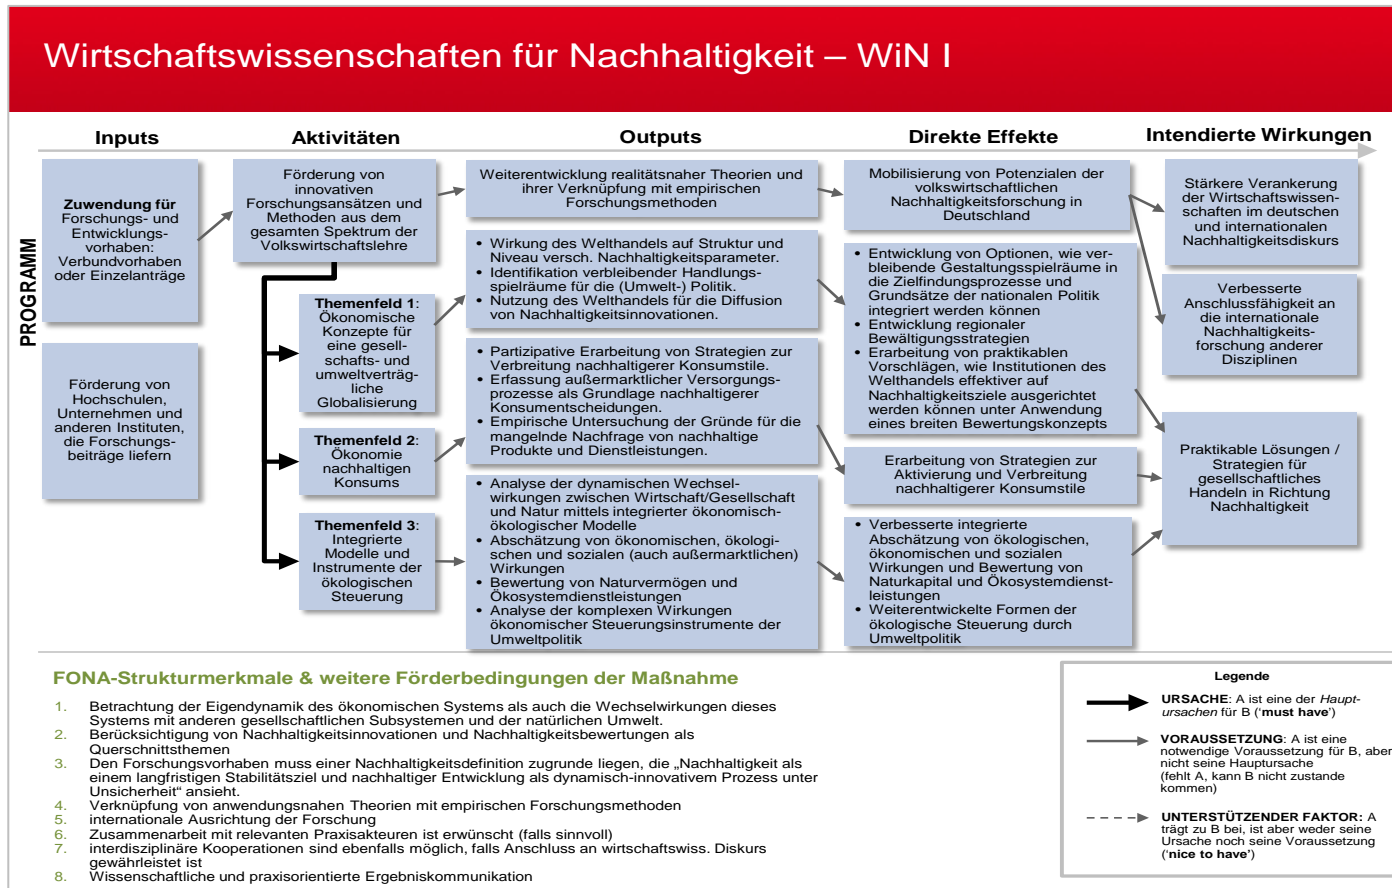 Wirtschaftswissenschaften für Nachhaltigkeit – WiN I
Inputs
Aktivitäten
Outputs
Direkte Effekte
Intendierte Wirkungen
PROGRAMM
Zuwendung für
Forschungs- und
Entwicklungs-
vorhaben:
Verbundvorhaben
oder Einzelanträge
Förderung von
Hochschulen,
Unternehmen und
anderen Instituten,
die Forschungs-
beiträge liefern
Förderung von
innovativen
Forschungsansätzen und
Methoden aus dem
gesamten Spektrum der
Volkswirtschaftslehre
Themenfeld 1:
Ökonomische
Konzepte für
eine gesell-
schafts- und
umweltverträg-
liche
Globalisierung
Themenfeld 2:
Ökonomie
nachhaltigen
Konsums
Themenfeld 3:
Integrierte
Modelle und
Instrumente der
ökologischen
Steuerung
Weiterentwicklung realitätsnaher Theorien und
ihrer Verknüpfung mit empirischen
Forschungsmethoden
• Wirkung des Welthandels auf Struktur und
Niveau versch. Nachhaltigkeitsparameter.
• Identifikation verbleibender Handlungs-
spielräume für die (Umwelt-) Politik.
• Nutzung des Welthandels für die Diffusion
von Nachhaltigkeitsinnovationen.
• Partizipative Erarbeitung von Strategien zur
Verbreitung nachhaltigerer Konsumstile.
• Erfassung außermarktlicher Versorgungs-
prozesse als Grundlage nachhaltigerer
Konsumentscheidungen.
• Empirische Untersuchung der Gründe für die
mangelnde Nachfrage von nachhaltige
Produkte und Dienstleistungen.
• Analyse der dynamischen Wechsel-
wirkungen zwischen Wirtschaft/Gesellschaft
und Natur mittels integrierter ökonomisch-
ökologischer Modelle
• Abschätzung von ökonomischen, ökologi-
schen und sozialen (auch außermarktlichen)
Wirkungen
• Bewertung von Naturvermögen und
Ökosystemdienstleistungen
• Analyse der komplexen Wirkungen
ökonomischer Steuerungsinstrumente der
Umweltpolitik
Mobilisierung von Potenzialen der
volkswirtschaftlichen
Nachhaltigkeitsforschung in
Deutschland
• Entwicklung von Optionen, wie ver-
bleibende Gestaltungsspielräume in
die Zielfindungsprozesse und
Grundsätze der nationalen Politik
integriert werden können
• Entwicklung regionaler
Bewältigungsstrategien
• Erarbeitung von praktikablen
Vorschlägen, wie Institutionen des
Welthandels effektiver auf
Nachhaltigkeitsziele ausgerichtet
werden können unter Anwendung
eines breiten Bewertungskonzepts
Erarbeitung von Strategien zur
Aktivierung und Verbreitung
nachhaltigerer Konsumstile
• Verbesserte integrierte
Abschätzung von ökologischen,
ökonomischen und sozialen
Wirkungen und Bewertung von
Naturkapital und Ökosystemdienst-
leistungen
• Weiterentwickelte Formen der
ökologische Steuerung durch
Umweltpolitik
Stärkere Verankerung
der Wirtschaftswissen-
schaften im deutschen
und internationalen
Nachhaltigkeitsdiskurs
Verbesserte
Anschlussfähigkeit an
die internationale
Nachhaltigkeits-
forschung anderer
Disziplinen
Praktikable Lösungen /
Strategien für
gesellschaftliches
Handeln in Richtung
Nachhaltigkeit
FONA-Strukturmerkmale & weitere Förderbedingungen der Maßnahme
1. Betrachtung der Eigendynamik des ökonomischen Systems als auch die Wechselwirkungen dieses
Systems mit anderen gesellschaftlichen Subsystemen und der natürlichen Umwelt.
2. Berücksichtigung von Nachhaltigkeitsinnovationen und Nachhaltigkeitsbewertungen als
Querschnittsthemen
3. Den Forschungsvorhaben muss einer Nachhaltigkeitsdefinition zugrunde liegen, die „Nachhaltigkeit als
einem langfristigen Stabilitätsziel und nachhaltiger Entwicklung als dynamisch-innovativem Prozess unter
Unsicherheit“ ansieht.
4. Verknüpfung von anwendungsnahen Theorien mit empirischen Forschungsmethoden
5. internationale Ausrichtung der Forschung
6. Zusammenarbeit mit relevanten Praxisakteuren ist erwünscht (falls sinnvoll)
7. interdisziplinäre Kooperationen sind ebenfalls möglich, falls Anschluss an wirtschaftswiss. Diskurs
gewährleistet ist
8. Wissenschaftliche und praxisorientierte Ergebniskommunikation
Legende
URSACHE: A ist eine der Haupt-
ursachen für B (‘must have’)
VORAUSSETZUNG: A ist eine
notwendige Voraussetzung für B, aber
nicht seine Hauptursache
(fehlt A, kann B nicht zustande
kommen)
UNTERSTÜTZENDER FAKTOR: A
trägt zu B bei, ist aber weder seine
Ursache noch seine Voraussetzung
(‘nice to have’)